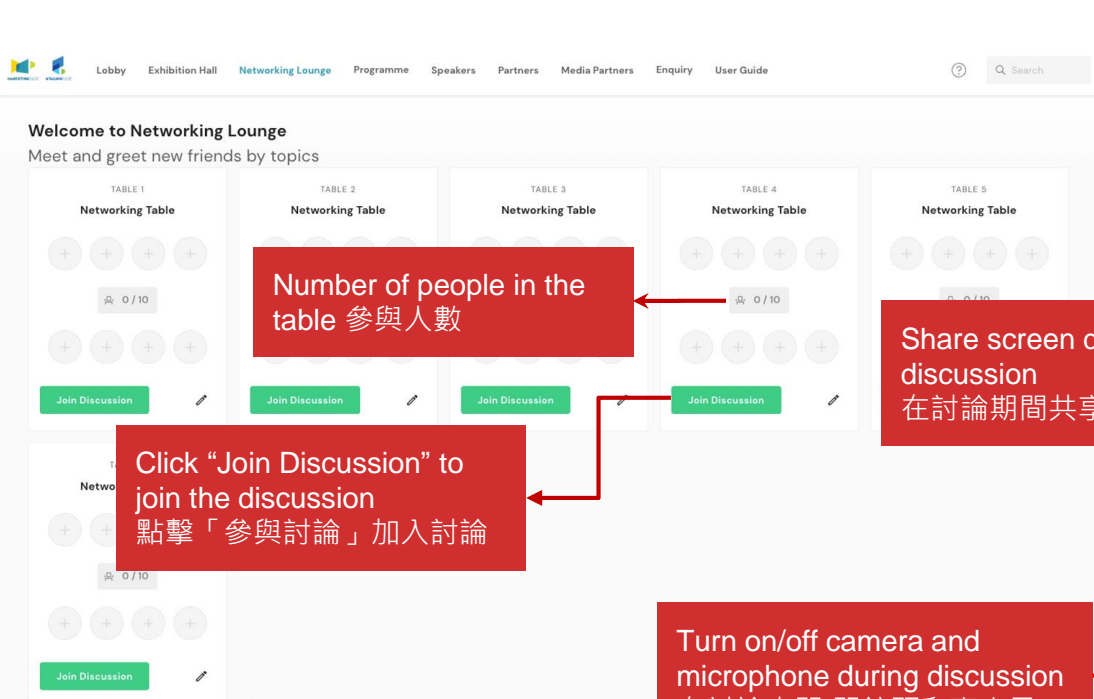 Lobby Exhibition Hall Networking Lounge Programme Speakers Partners Media Partners Enquiry User Guide
Search
Welcome to Networking Lounge
Meet and greet new friends by topics
TABLE 1
Networking Table
0 / 10
Join Discussion
TABLE 2
Networking Table
Join Discussion
TABLE 3
Networking Table
Join Discussion
TABLE 4
Networking Table
0 / 10
Join Discussion
TABLE 5
Networking Table
0 / 10
Number of people in the
table 參與人數
Share screen
discussion
在討論期間共享
Click “Join Discussion” to
join the discussion
點擊「參與討論」加入討論
0 / 10
Join Discussion
Turn on/off camera and
microphone during discussion